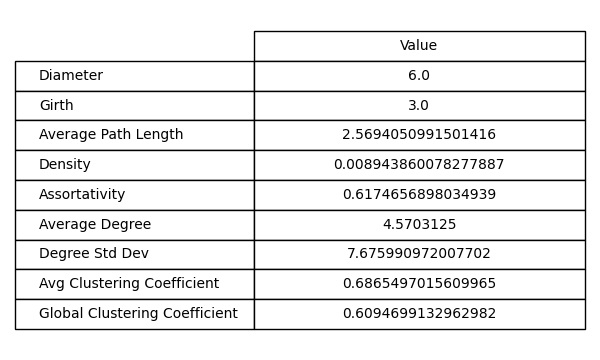 Value
Diameter 6.0
Girth 3.0
Average Path Length 2.5694050991501416
Density 0.008943860078277887
Assortativity 0.6174656898034939
Average Degree 4.5703125
Degree Std Dev 7.675990972007702
Avg Clustering Coefficient 0.6865497015609965
Global Clustering Coefficient 0.6094699132962982